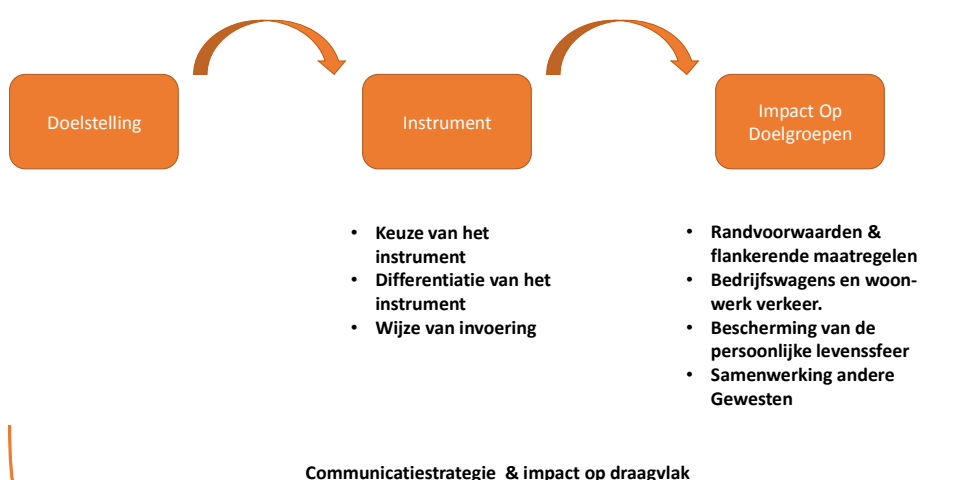 Doelstelling
Instrument
Impact Op
Doelgroepen
• Keuze van het
instrument
• Differentiatie van het
instrument
• Wijze van invoering
• Randvoorwaarden &
flankerende maatregelen
• Bedrijfswagens en woon-
werk verkeer.
• Bescherming van de
persoonlijke levenssfeer
• Samenwerking andere
Gewesten
Communicatiestrategie & impact op draagvlak